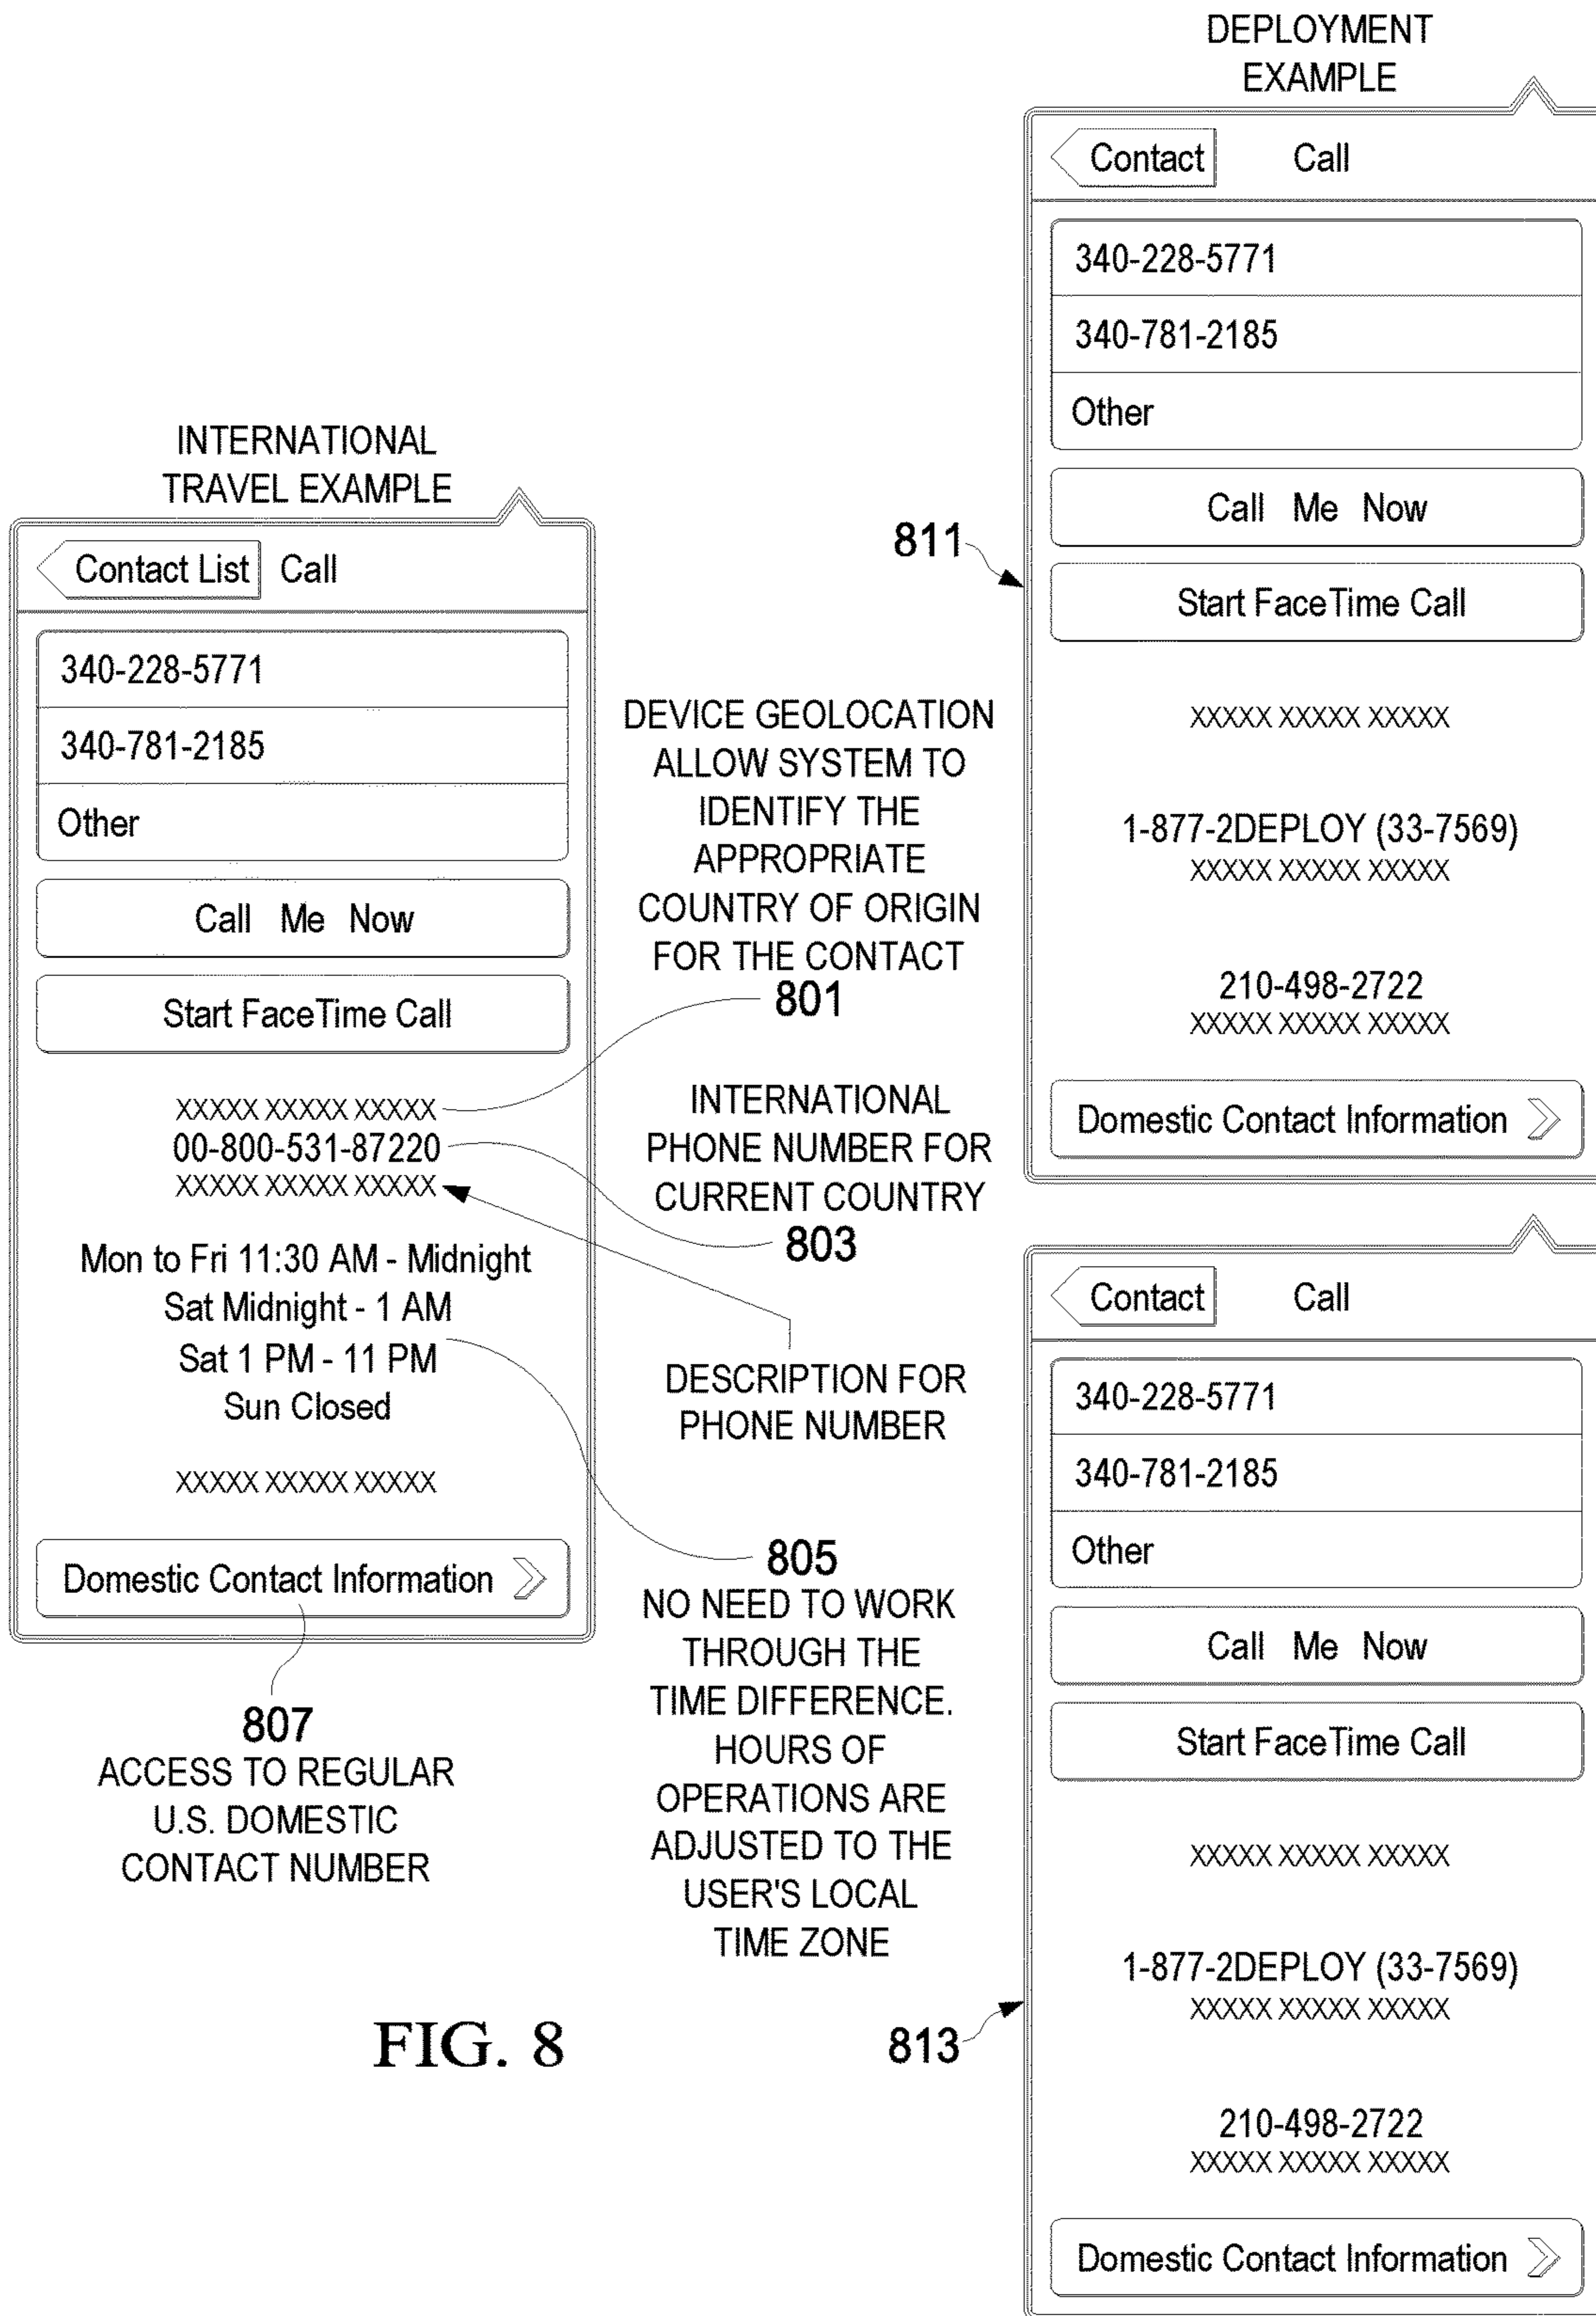 INTERNATIONAL
TRAVEL EXAMPLE
Contact List Call
340-228-5771
340-781-2185
Other
Call Me Now
Start FaceTime Call
XXXXX XXXXX XXXXX
00-800-531-87220
XXXXX XXXXX XXXXX
Mon to Fri 11:30 AM - Midnight
Sat Midnight - 1 AM
Sat 1 PM - 11 PM
Sun Closed
XXXXX XXXXX XXXXX
Domestic Contact Information
807
ACCESS TO REGULAR
U.S. DOMESTIC
CONTACT NUMBER
DEVICE GEOLOCATION
ALLOW SYSTEM TO
IDENTIFY THE
APPROPRIATE
COUNTRY OF ORIGIN
FOR THE CONTACT
801
INTERNATIONAL
PHONE NUMBER FOR
CURRENT COUNTRY
803
DESCRIPTION FOR
PHONE NUMBER
805
NO NEED TO WORK
THROUGH THE
TIME DIFFERENCE.
HOURS OF
OPERATIONS ARE
ADJUSTED TO THE
USER'S LOCAL
TIME ZONE
DEPLOYMENT
EXAMPLE
811
Contact Call
340-228-5771
340-781-2185
Other
Call Me Now
Start FaceTime Call
XXXXX XXXXX XXXXX
1-877-2DEPLOY (33-7569)
XXXXX XXXXX XXXXX
210-498-2722
XXXXX XXXXX XXXXX
Domestic Contact Information
813
Contact Call
340-228-5771
340-781-2185
Other
Call Me Now
Start FaceTime Call
XXXXX XXXXX XXXXX
1-877-2DEPLOY (33-7569)
XXXXX XXXXX XXXXX
210-498-2722
XXXXX XXXXX XXXXX
Domestic Contact Information
FIG. 8